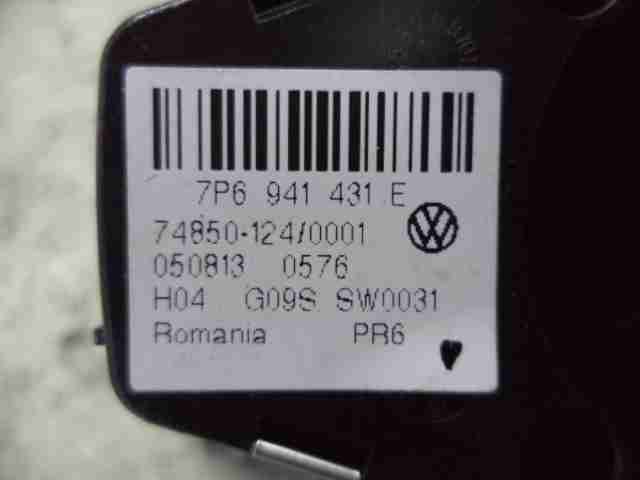 7P6 941 431 E
74850-124/0001
050813 0576
H04 G09S SW0031
Romania PR6